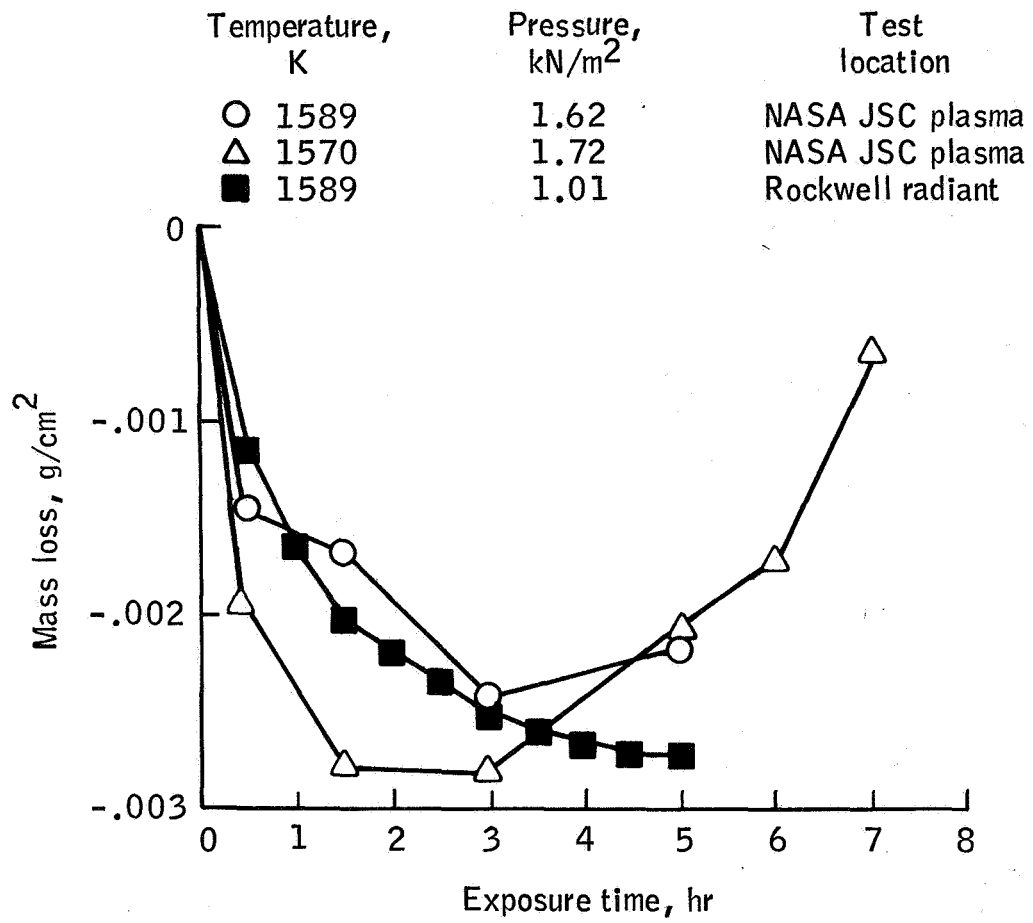 Temperature, Pressure, Test
K kN/m² location
○ 1589 1.62 NASA JSC plasma
△ 1570 1.72 NASA JSC plasma
■ 1589 1.01 Rockwell radiant
0
-.001
-.002
-.003
Mass loss, g/cm²
0 1 2 3 4 5 6 7 8
Exposure time, hr